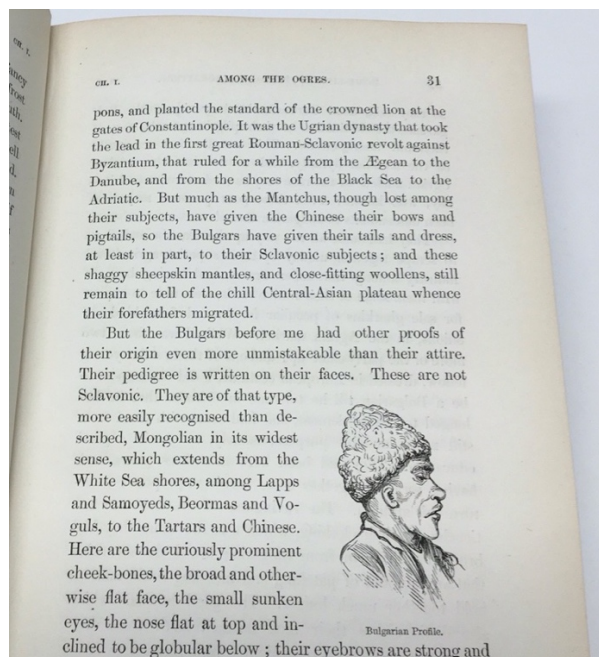 CH. I.
ancy
frost
uth.
est
ell
d.
n
f
CH. I.
AMONG THE OGRES.
31
pons, and planted the standard of the crowned lion at the
gates of Constantinople. It was the Ugrian dynasty that took
the lead in the first great Rouman-Sclavonic revolt against
Byzantium, that ruled for a while from the Ægean to the
Danube, and from the shores of the Black Sea to the
Adriatic. But much as the Mantchus, though lost among
their subjects, have given the Chinese their bows and
pigtails, so the Bulgars have given their tails and dress,
at least in part, to their Sclavonic subjects; and these
shaggy sheepskin mantles, and close-fitting woollens, still
remain to tell of the chill Central-Asian plateau whence
their forefathers migrated.
But the Bulgars before me had other proofs of
their origin even more unmistakeable than their attire.
Their pedigree is written on their faces. These are not
Sclavonic. They are of that type,
more easily recognised than de-
scribed, Mongolian in its widest
sense, which extends from the
White Sea shores, among Lapps
and Samoyeds, Beormas and Vo-
guls, to the Tartars and Chinese.
Here are the curiously prominent
cheek-bones, the broad and other-
wise flat face, the small sunken
eyes, the nose flat at top and in-
clined to be globular below; their eyebrows are strong and
Bulgarian Profile.